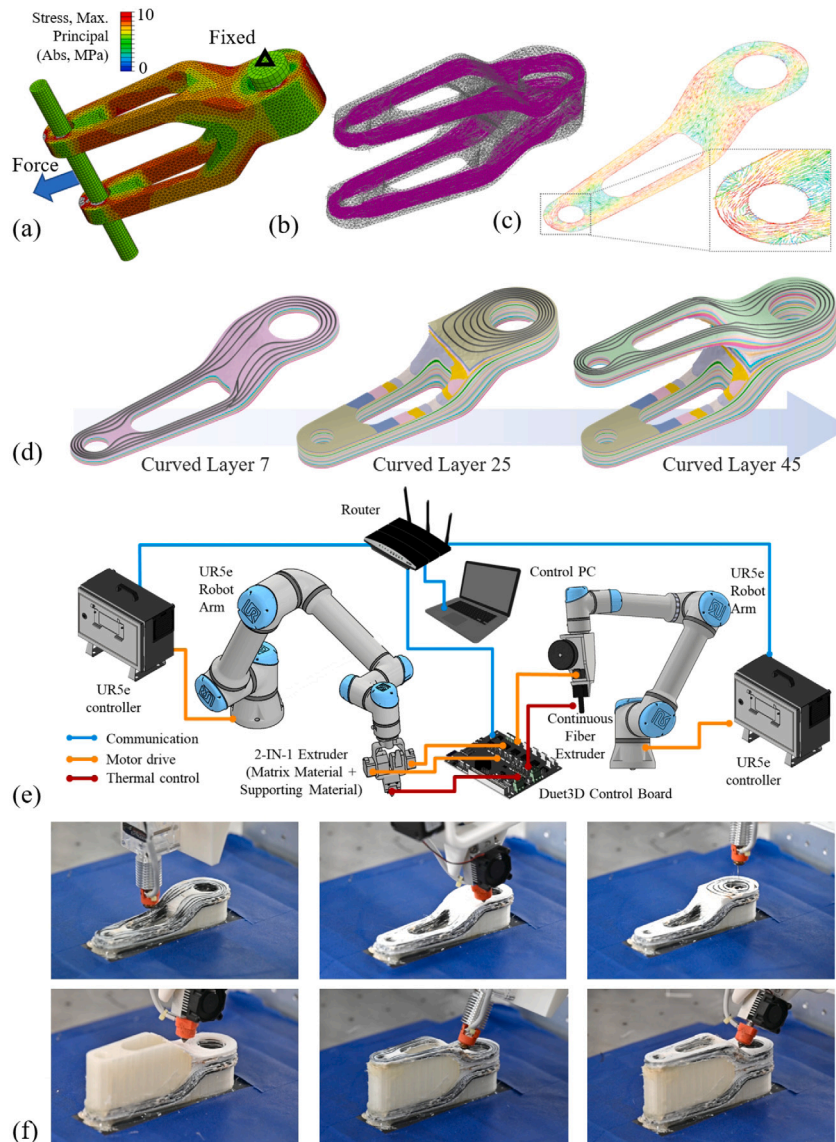 Stress, Max.
Principal
(Abs, MPa)
10
0
Fixed
Force
(a)
(b)
(c)
(d)
Curved Layer 7
Curved Layer 25
Curved Layer 45
Router
UR5e
Robot
Arm
Control PC
UR5e
Robot
Arm
UR5e
controller
Communication
Motor drive
Thermal control
2-IN-1 Extruder
(Matrix Material +
Supporting Material)
Continuous
Fiber
Extruder
Duet3D Control Board
UR5e
controller
(e)
(f)